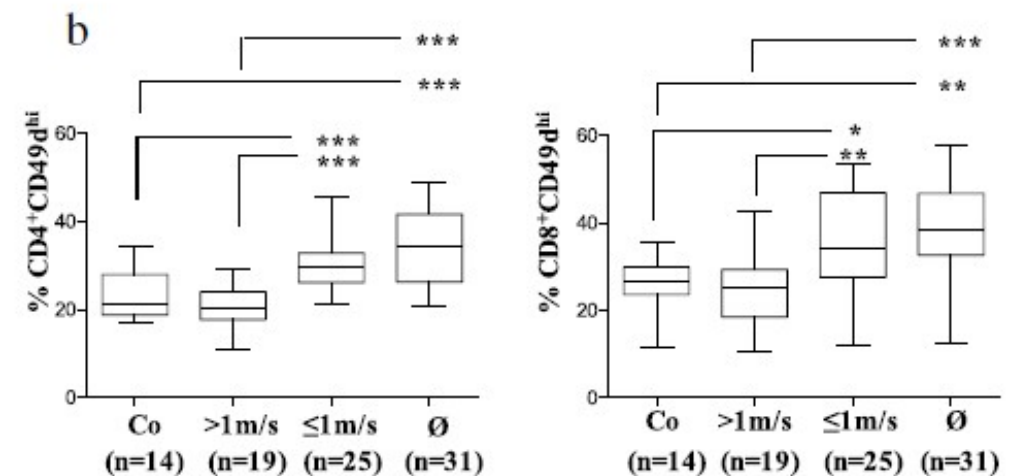 b
***
***
***
***
% CD4⁺CD49dʰⁱ
60
40
20
0
Co >1m/s ≤1m/s Ø
(n=14) (n=19) (n=25) (n=31)
***
**
*
**
% CD8⁺CD49dʰⁱ
60
40
20
0
Co >1m/s ≤1m/s Ø
(n=14) (n=19) (n=25) (n=31)